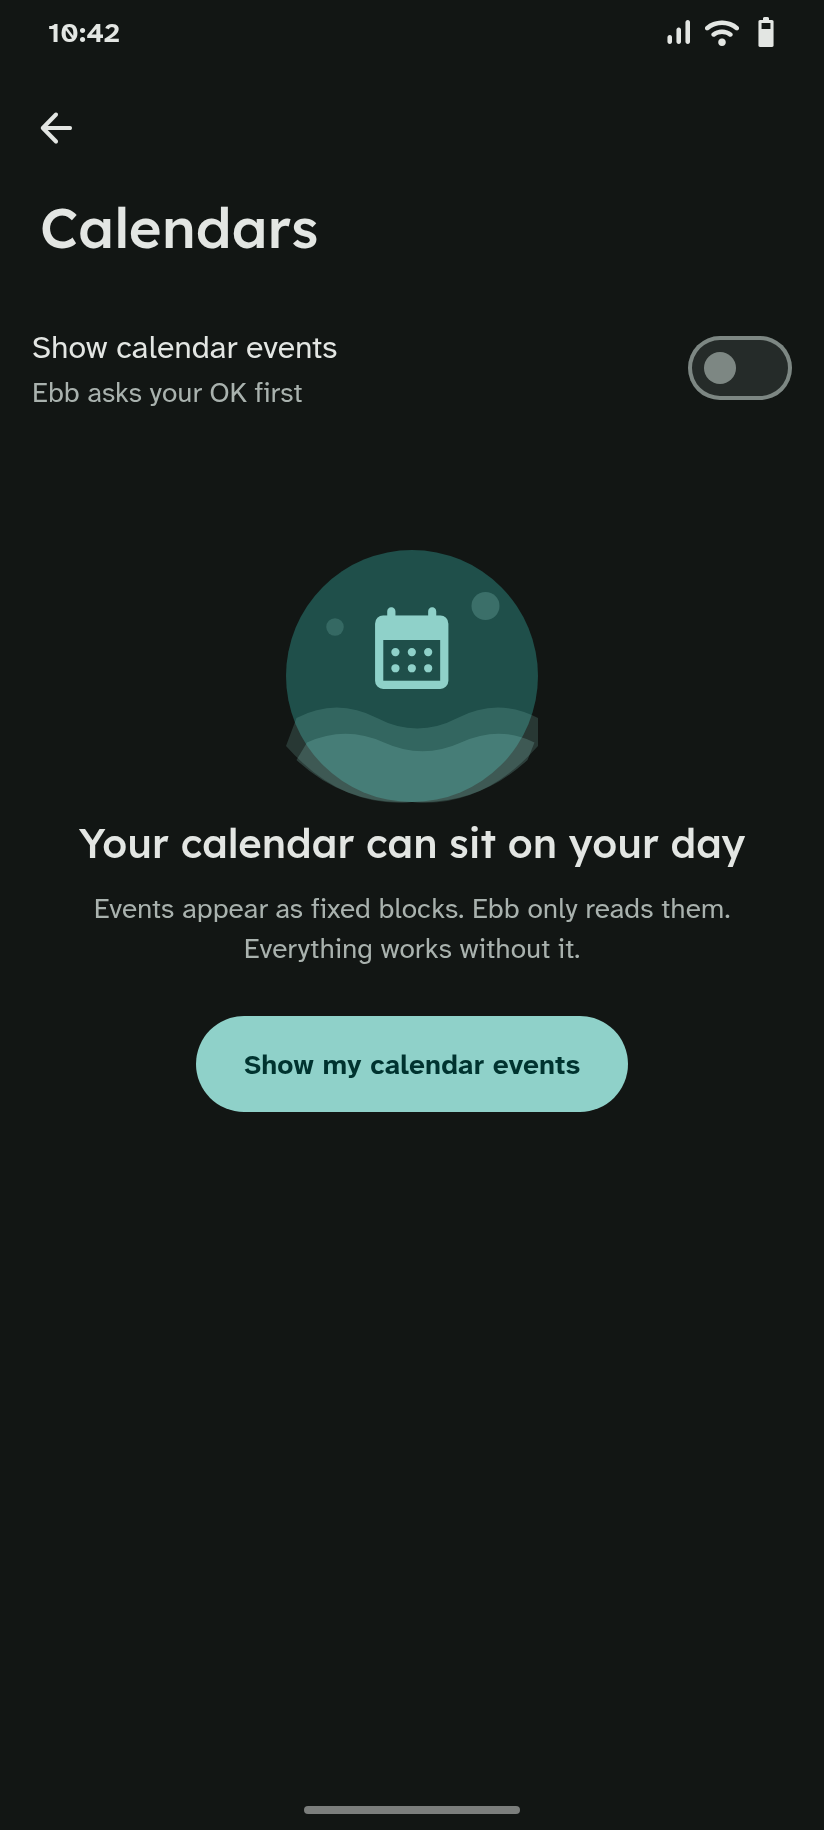 10:42
Calendars
Show calendar events
Ebb asks your OK first
Your calendar can sit on your day
Events appear as fixed blocks. Ebb only reads them.
Everything works without it.
Show my calendar events